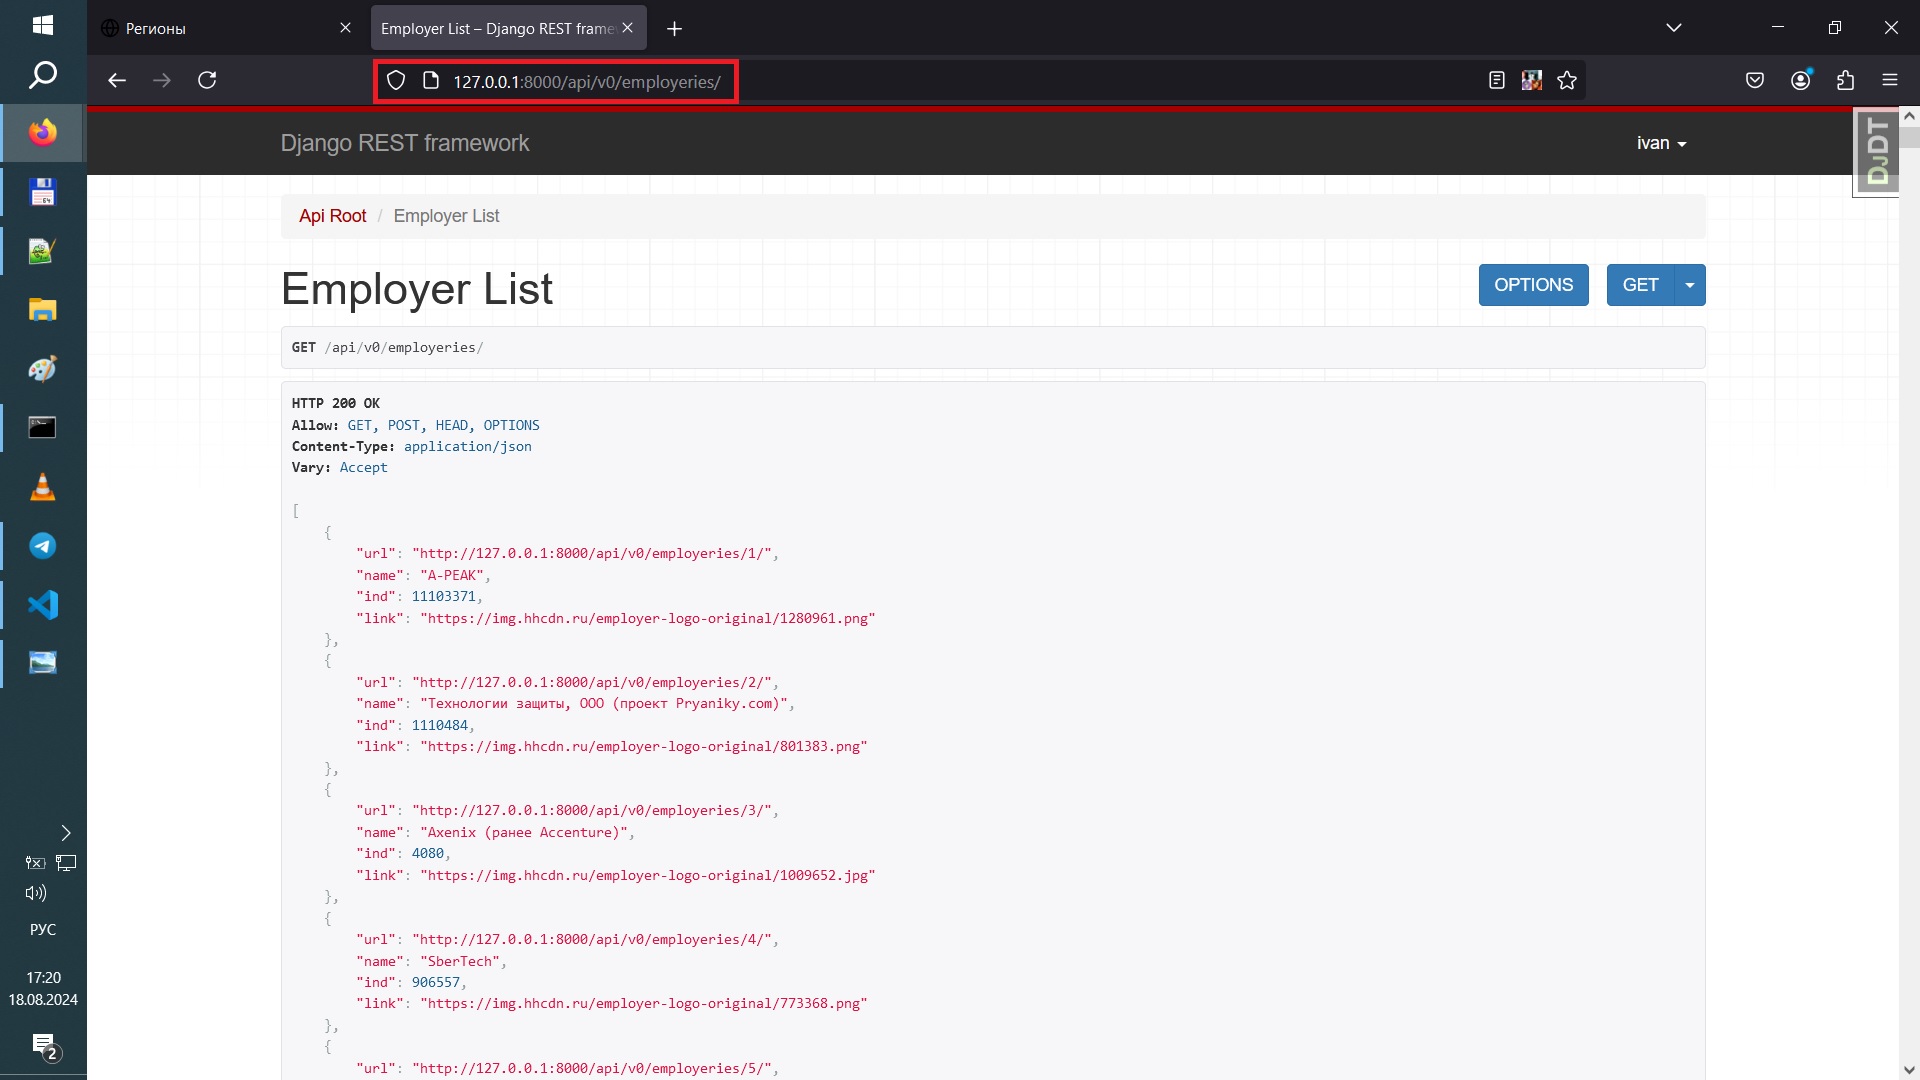 Регионы
Employer List – Django REST frame
127.0.0.1:8000/api/v0/employeries/
Django REST framework
ivan
DjDT
Api Root / Employer List
Employer List
OPTIONS
GET
GET /api/v0/employeries/
HTTP 200 OK
Allow: GET, POST, HEAD, OPTIONS
Content-Type: application/json
Vary: Accept
[
{
"url": "http://127.0.0.1:8000/api/v0/employeries/1/",
"name": "A-PEAK",
"ind": 11103371,
"link": "https://img.hhcdn.ru/employer-logo-original/1280961.png"
},
{
"url": "http://127.0.0.1:8000/api/v0/employeries/2/",
"name": "Технологии защиты, ООО (проект Pryaniky.com)",
"ind": 1110484,
"link": "https://img.hhcdn.ru/employer-logo-original/801383.png"
},
{
"url": "http://127.0.0.1:8000/api/v0/employeries/3/",
"name": "Axenix (ранее Accenture)",
"ind": 4080,
"link": "https://img.hhcdn.ru/employer-logo-original/1009652.jpg"
},
{
"url": "http://127.0.0.1:8000/api/v0/employeries/4/",
"name": "SberTech",
"ind": 906557,
"link": "https://img.hhcdn.ru/employer-logo-original/773368.png"
},
{
"url": "http://127.0.0.1:8000/api/v0/employeries/5/",
РУС
17:20
18.08.2024
2